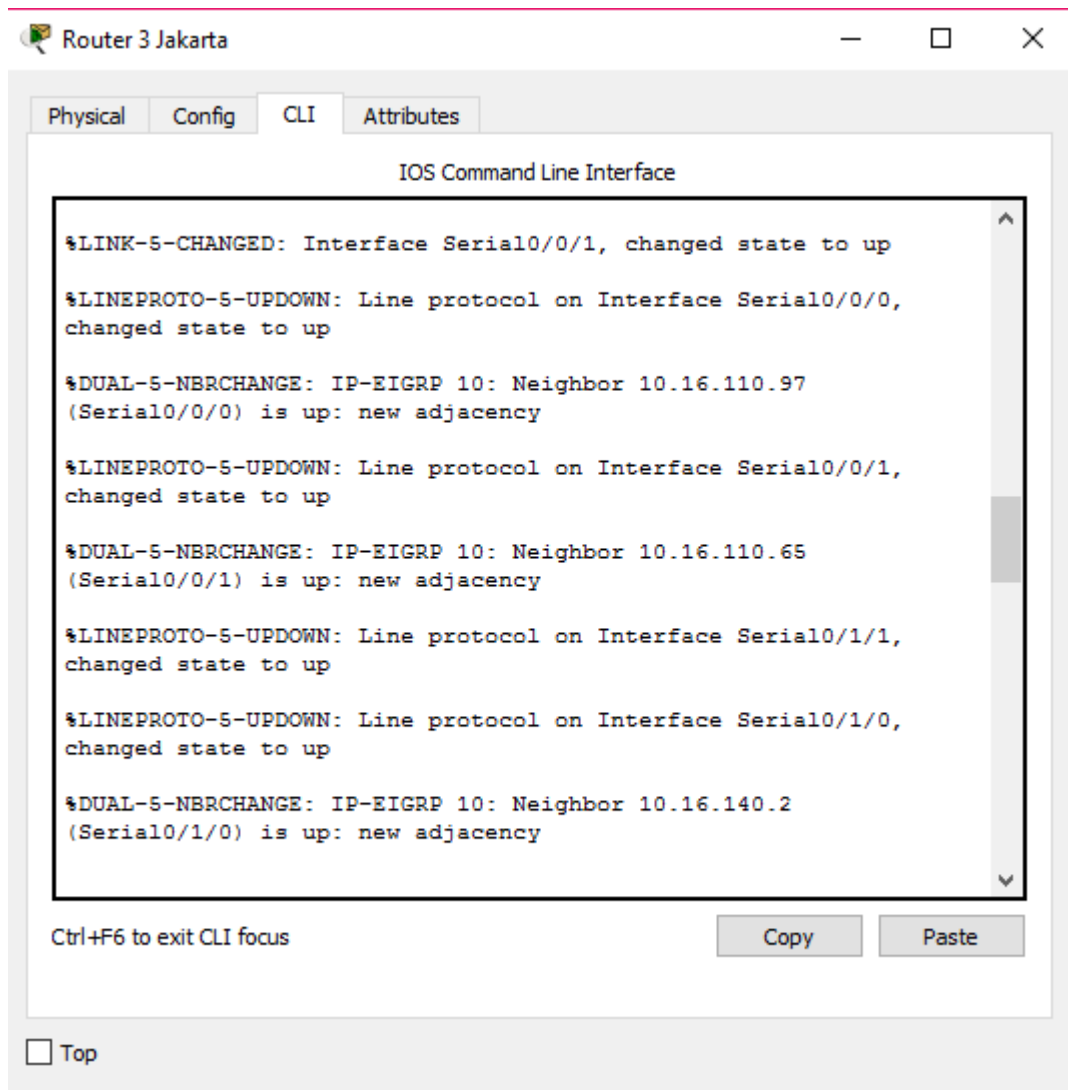 Router 3 Jakarta
Physical Config CLI Attributes
IOS Command Line Interface
%LINK-5-CHANGED: Interface Serial0/0/1, changed state to up
%LINEPROTO-5-UPDOWN: Line protocol on Interface Serial0/0/0,
changed state to up
%DUAL-5-NBRCHANGE: IP-EIGRP 10: Neighbor 10.16.110.97
(Serial0/0/0) is up: new adjacency
%LINEPROTO-5-UPDOWN: Line protocol on Interface Serial0/0/1,
changed state to up
%DUAL-5-NBRCHANGE: IP-EIGRP 10: Neighbor 10.16.110.65
(Serial0/0/1) is up: new adjacency
%LINEPROTO-5-UPDOWN: Line protocol on Interface Serial0/1/1,
changed state to up
%LINEPROTO-5-UPDOWN: Line protocol on Interface Serial0/1/0,
changed state to up
%DUAL-5-NBRCHANGE: IP-EIGRP 10: Neighbor 10.16.140.2
(Serial0/1/0) is up: new adjacency
Ctrl+F6 to exit CLI focus Copy Paste
Top